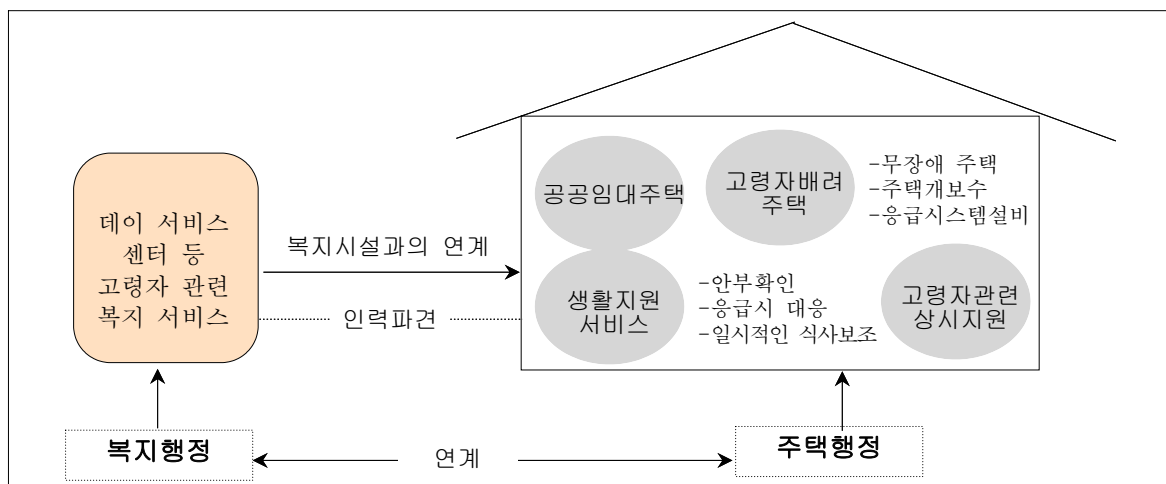 데이 서비스
센터 등
고령자 관련
복지 서비스
복지시설과의 연계
인력파견
공공임대주택
고령자배려
주택
-무장애 주택
-주택개보수
-응급시스템설비
생활지원
서비스
-안부확인
-응급시 대응
-일시적인 식사보조
고령자관련
상시지원
복지행정
연계
주택행정